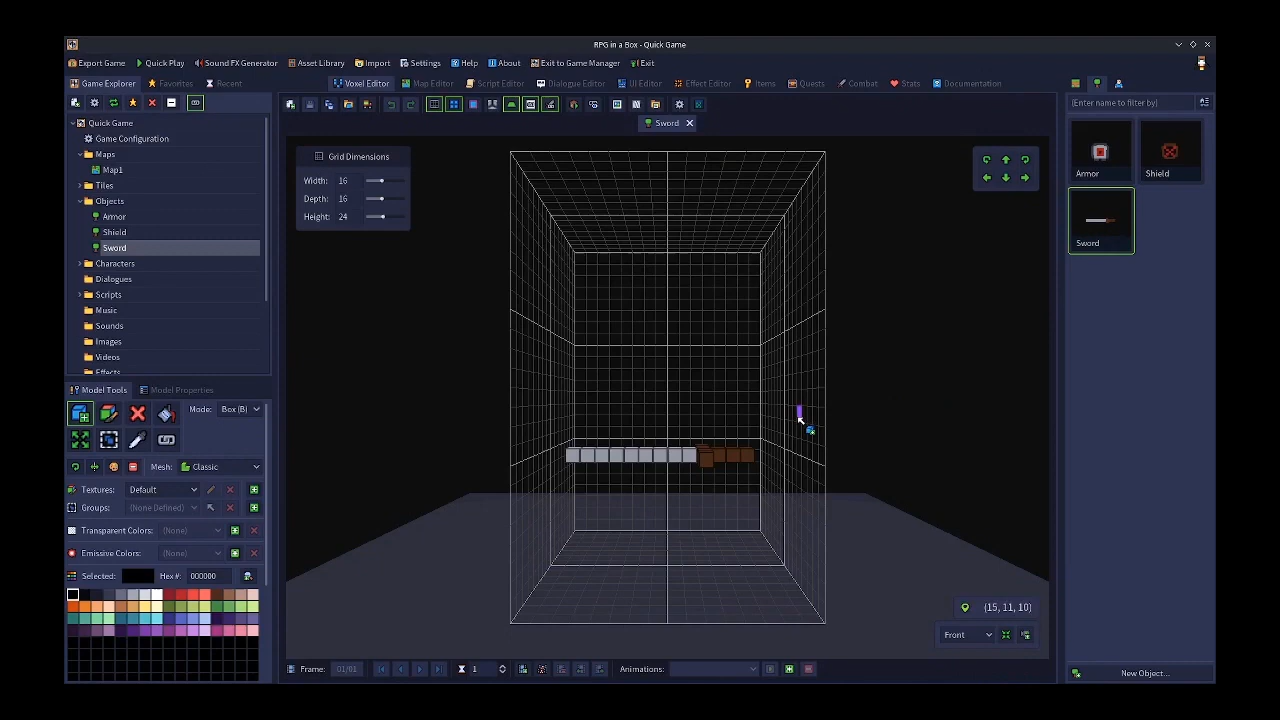 RPG in a Box - Quick Game
Export Game Quick Play Sound FX Generator Asset Library Import Settings Help About Exit to Game Manager Exit
Game Explorer Favorites Recent Voxel Editor Map Editor Script Editor Dialogue Editor UI Editor Effect Editor Items Quests Combat Stats Documentation
(Enter name to filter by)
Quick Game
Game Configuration
Maps
Map1
Tiles
Objects
Armor
Shield
Sword
Characters
Dialogues
Scripts
Music
Sounds
Images
Videos
Effects
Model Tools Model Properties
Mode: Box (B)
Mesh: Classic
Textures: Default
Groups: (None Defined)
Transparent Colors: (None)
Emissive Colors: (None)
Selected: Hex #: 000000
Sword
Grid Dimensions
Width: 16
Depth: 16
Height: 24
(15, 11, 10)
Front
Frame: 01/01 1 Animations:
Armor Shield
Sword
New Object...